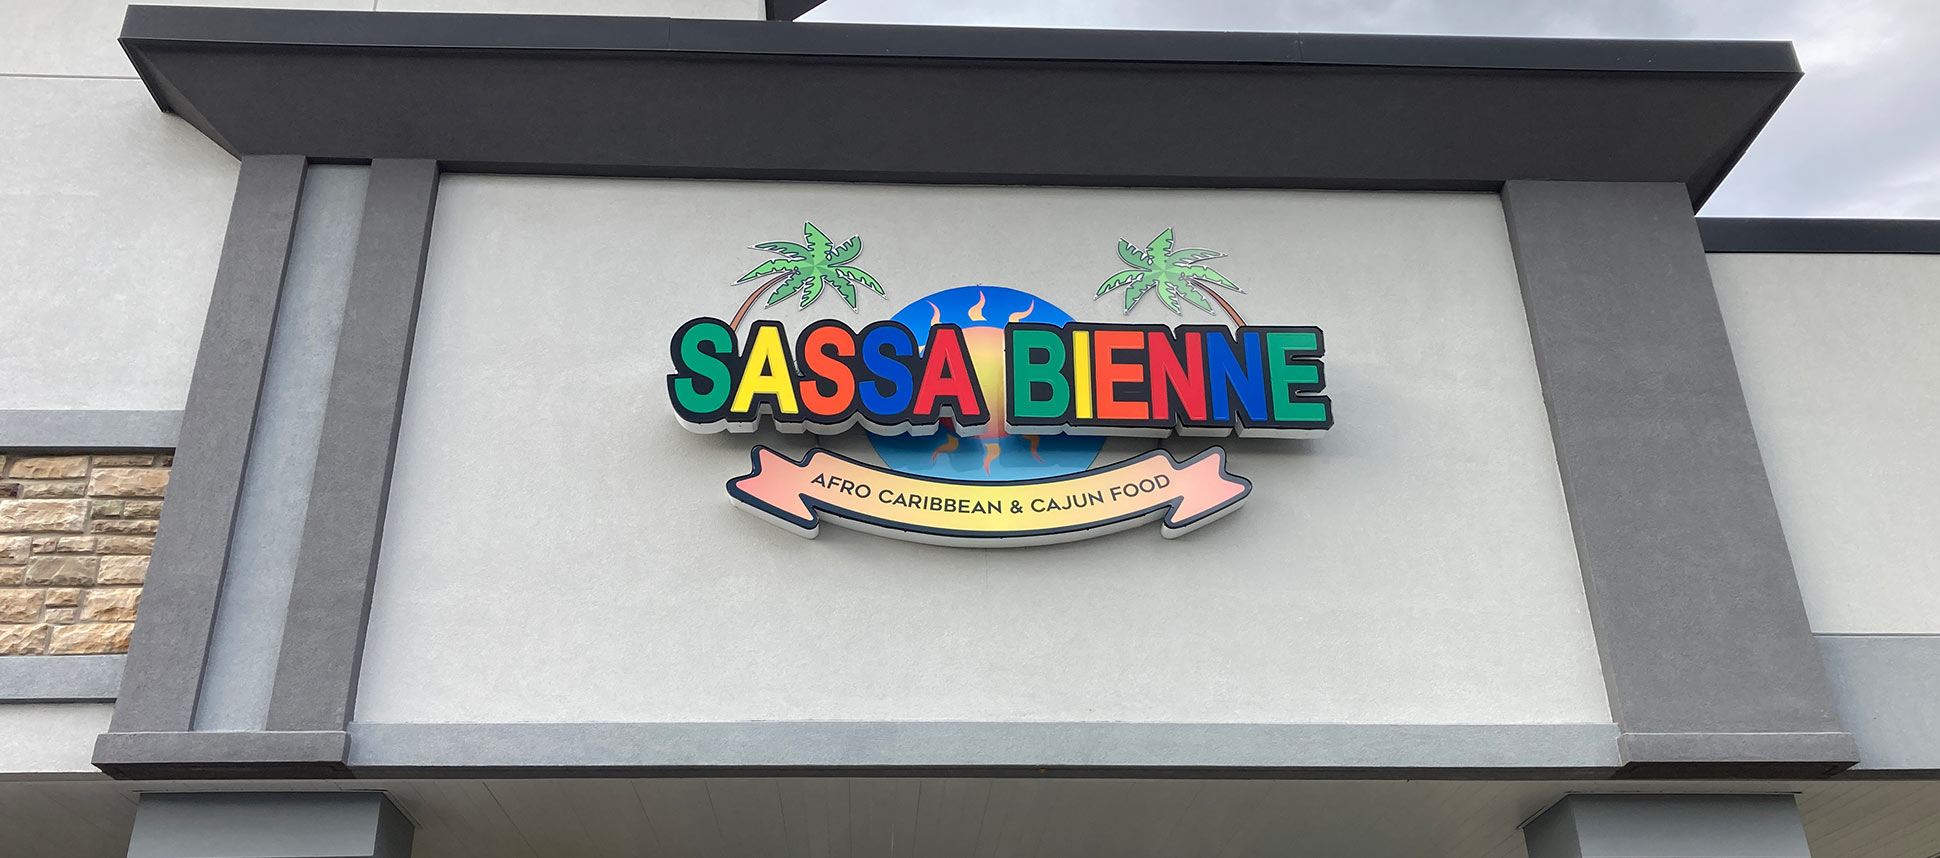 SASSA BIENNE
AFRO CARIBBEAN & CAJUN FOOD